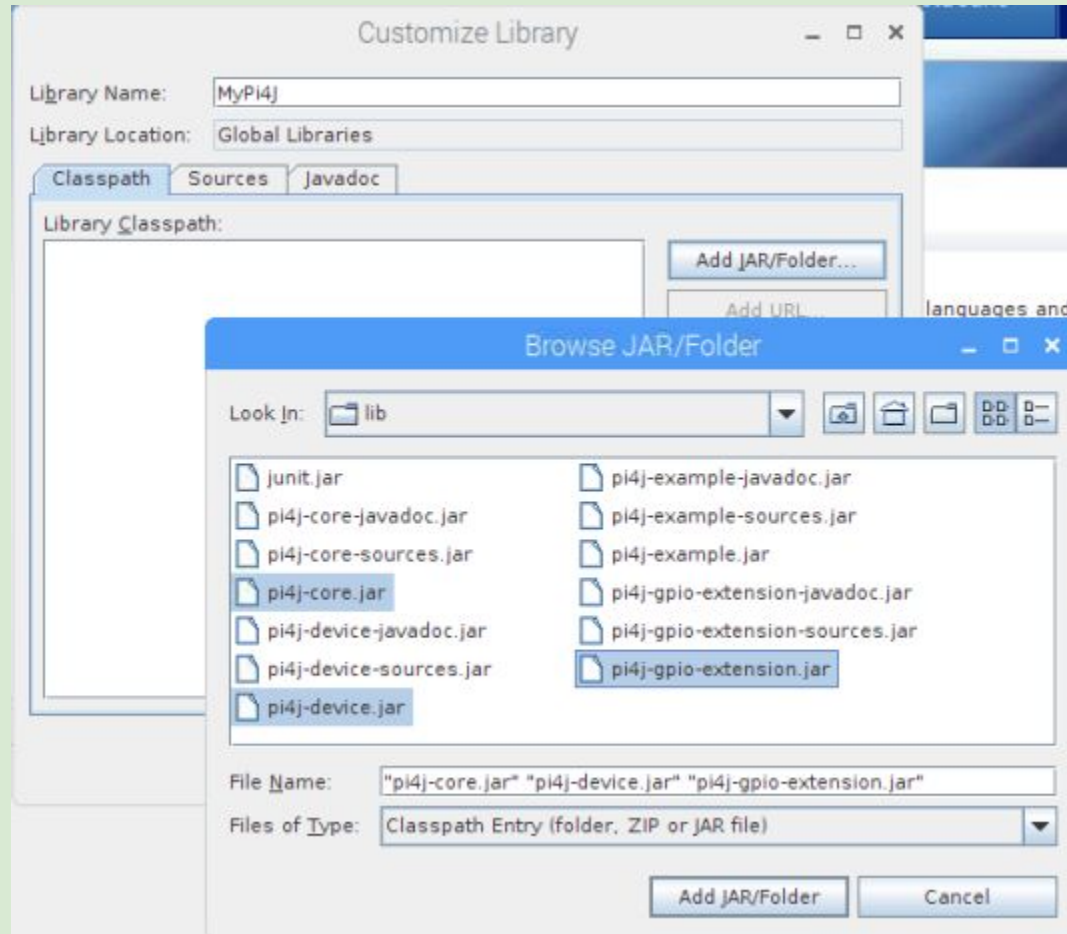 Customize Library
Library Name: MyPi4J
Library Location: Global Libraries
Classpath Sources Javadoc
Library Classpath:
Add JAR/Folder...
Add URL...
languages and
Browse JAR/Folder
Look In: lib
junit.jar
pi4j-core-javadoc.jar
pi4j-core-sources.jar
pi4j-core.jar
pi4j-device-javadoc.jar
pi4j-device-sources.jar
pi4j-device.jar
pi4j-example-javadoc.jar
pi4j-example-sources.jar
pi4j-example.jar
pi4j-gpio-extension-javadoc.jar
pi4j-gpio-extension-sources.jar
pi4j-gpio-extension.jar
File Name: "pi4j-core.jar" "pi4j-device.jar" "pi4j-gpio-extension.jar"
Files of Type: Classpath Entry (folder, ZIP or JAR file)
Add JAR/Folder Cancel